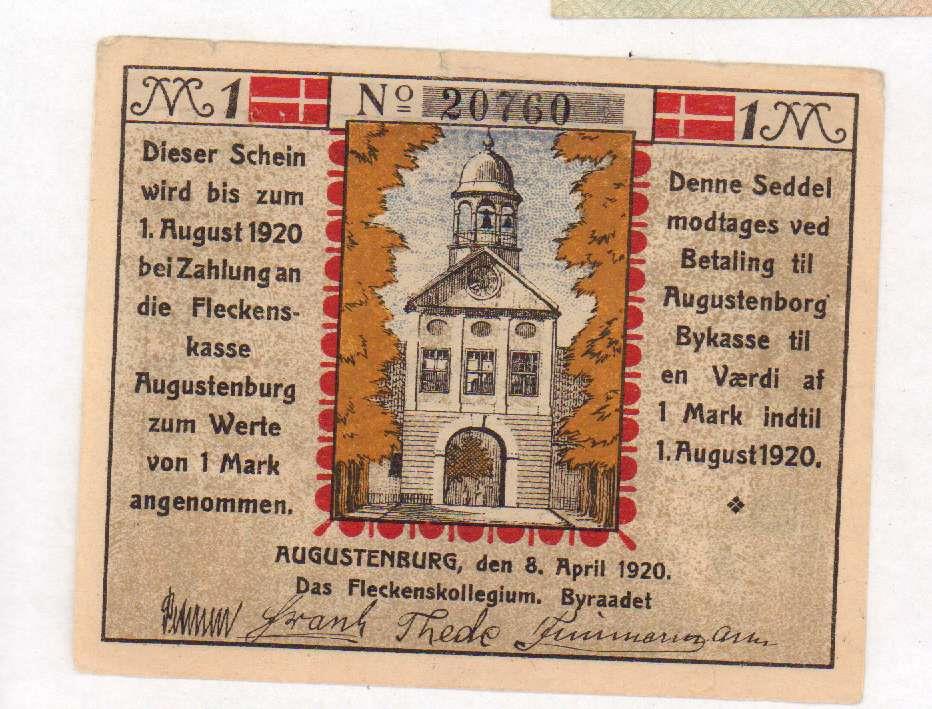 M 1 Nº 20760 1 M
Dieser Schein
wird bis zum
1. August 1920
bei Zahlung an
die Fleckens-
kasse
Augustenburg
zum Werte
von 1 Mark
angenommen.
Denne Seddel
modtages ved
Betaling til
Augustenborg
Bykasse til
en Værdi af
1 Mark indtil
1. August 1920.
AUGUSTENBURG, den 8. April 1920.
Das Fleckenskollegium. Byraadet
Frank Thede